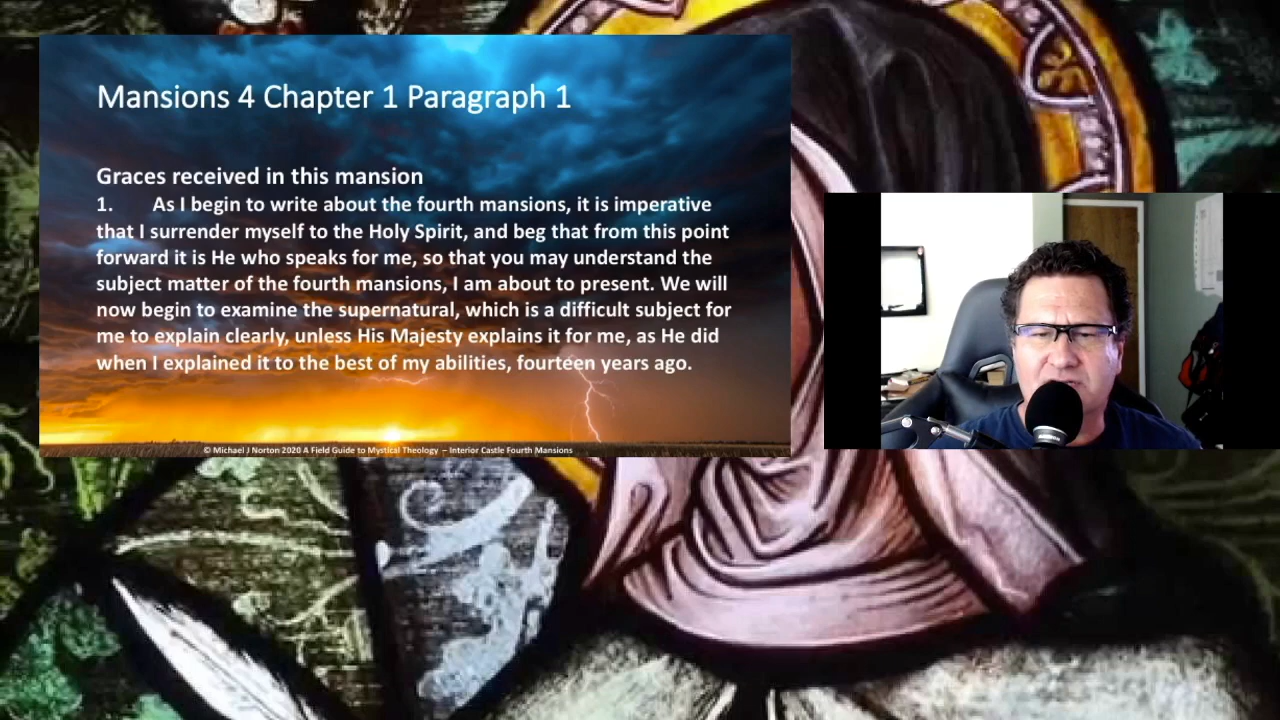 Mansions 4 Chapter 1 Paragraph 1
Graces received in this mansion
1. As I begin to write about the fourth mansions, it is imperative
that I surrender myself to the Holy Spirit, and beg that from this point
forward it is He who speaks for me, so that you may understand the
subject matter of the fourth mansions, I am about to present. We will
now begin to examine the supernatural, which is a difficult subject for
me to explain clearly, unless His Majesty explains it for me, as He did
when I explained it to the best of my abilities, fourteen years ago.
© Michael J Norton 2020 A Field Guide to Mystical Theology – Interior Castle Fourth Mansions